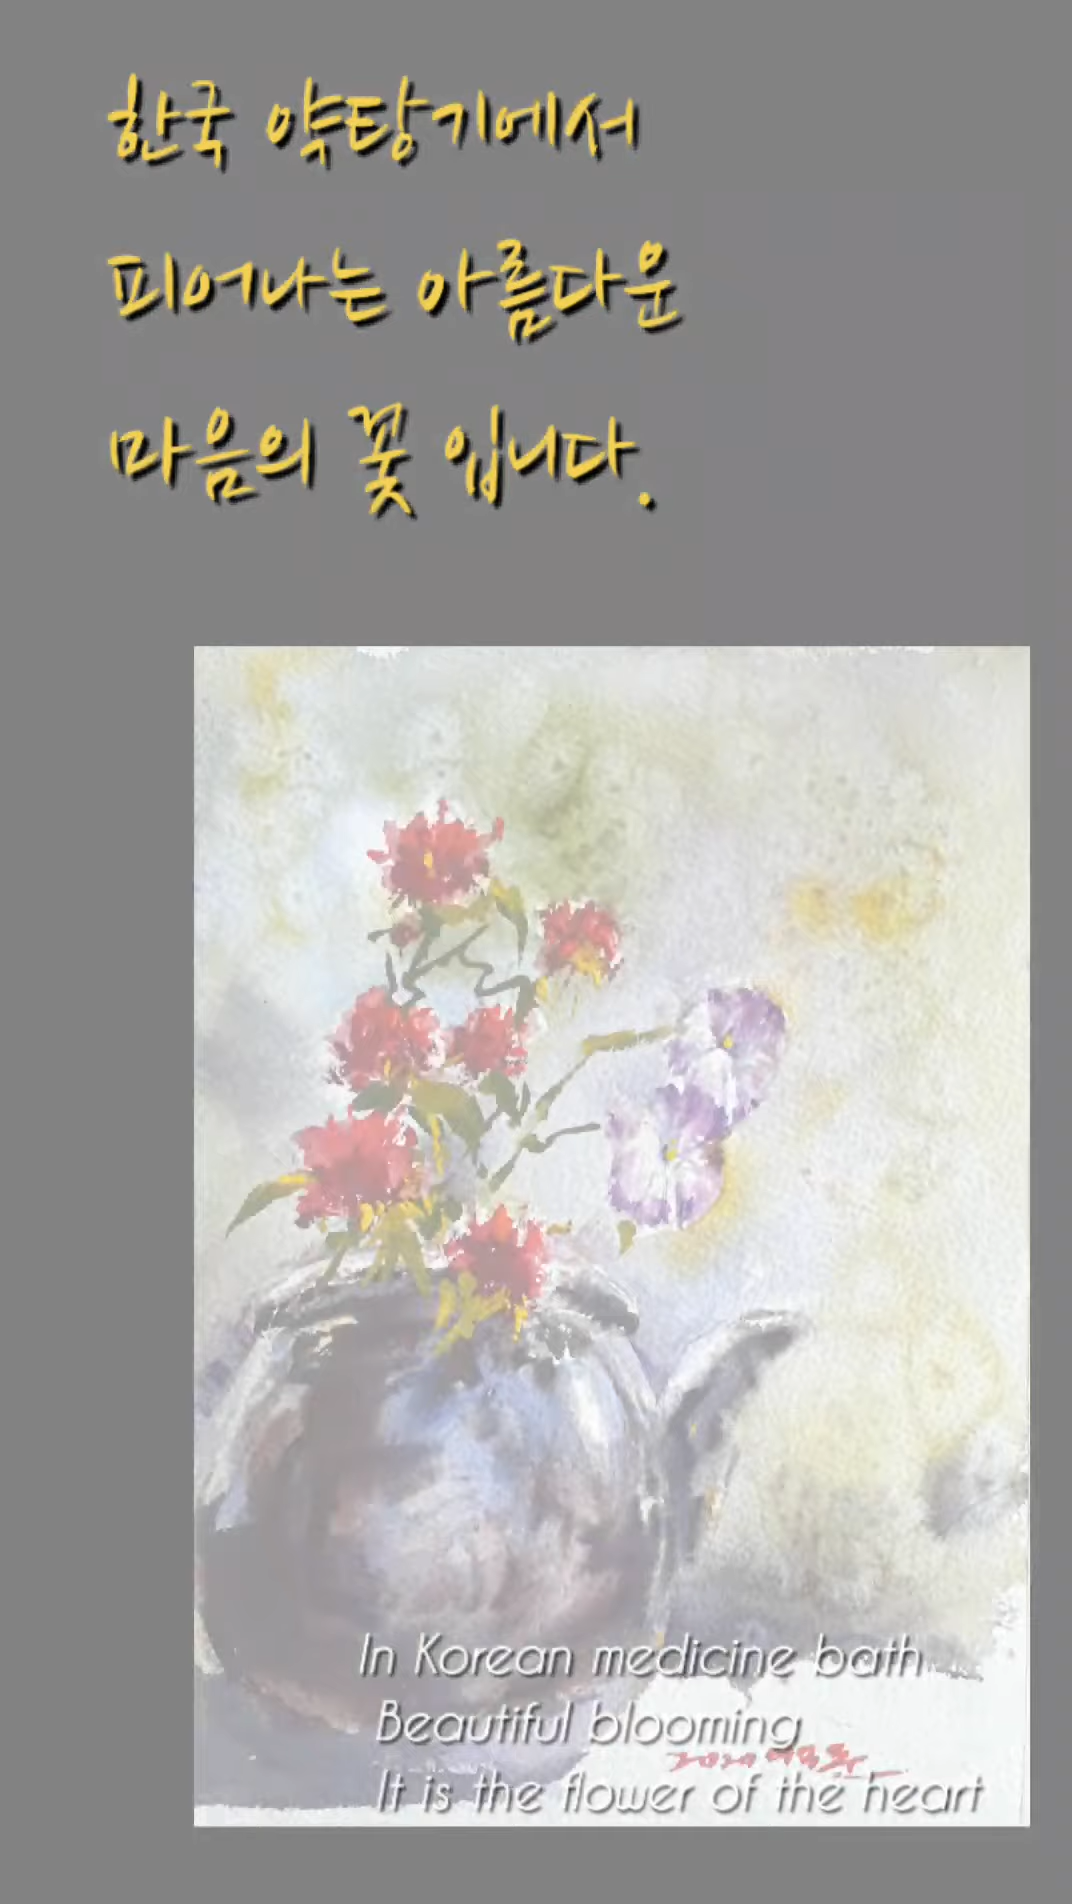 한국 약탕기에서
피어나는 아름다운
마음의 꽃 입니다.
In Korean medicine bath
Beautiful blooming
2020
It is the flower of the heart